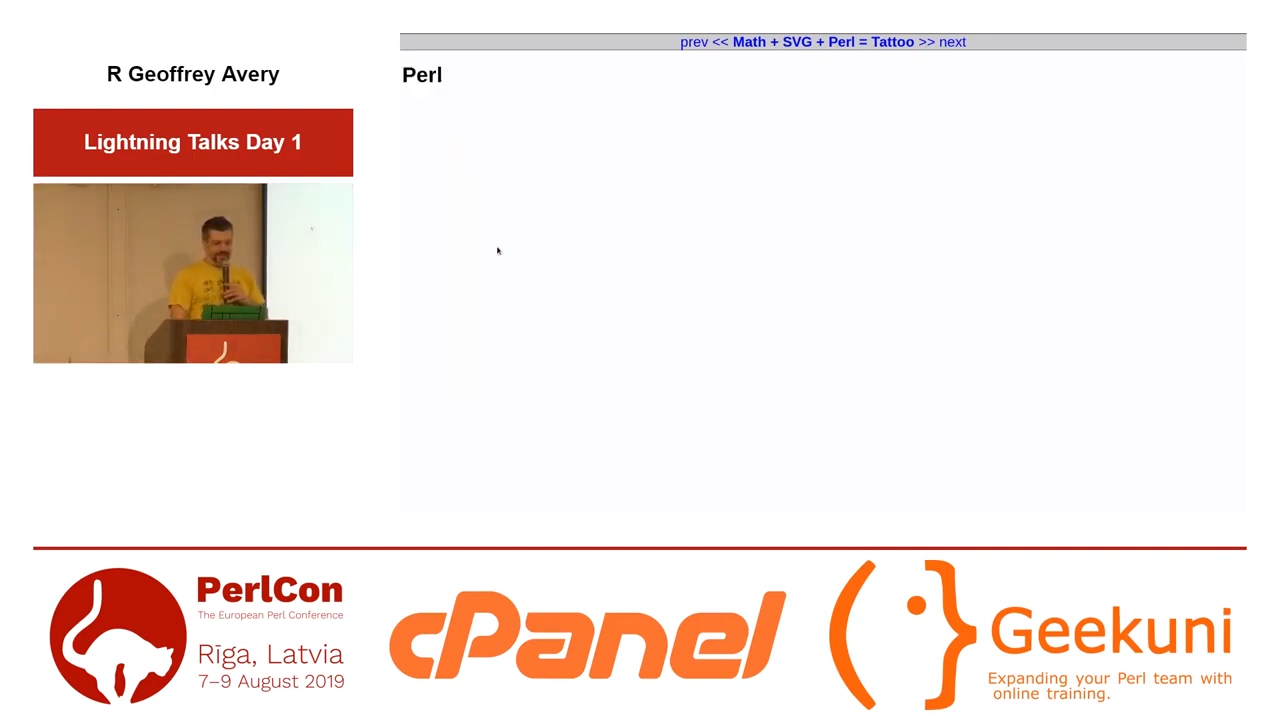 prev << Math + SVG + Perl = Tattoo >> next
R Geoffrey Avery
Perl
Lightning Talks Day 1
PerlCon
The European Perl Conference
Rīga, Latvia
7–9 August 2019
cPanel
Geekuni
Expanding your Perl team with
online training.